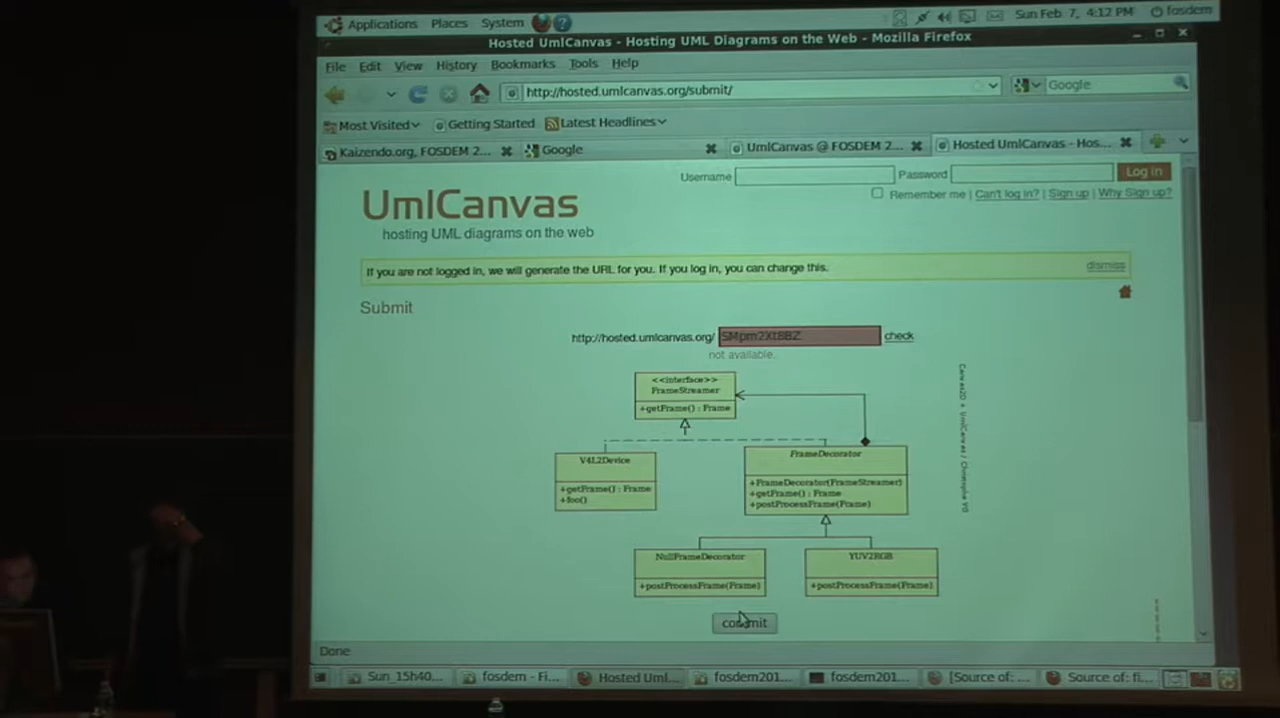 Applications Places System
Sun Feb. 7, 4:12 PM fosdem
Hosted UmlCanvas - Hosting UML Diagrams on the Web - Mozilla Firefox
File Edit View History Bookmarks Tools Help
http://hosted.umlcanvas.org/submit/
Google
Most Visited Getting Started Latest Headlines
Kaizendo.org, FOSDEM 2... Google UmlCanvas @ FOSDEM 2... Hosted UmlCanvas - Hos...
Username Password Log in
Remember me | Can't log in? | Sign up | Why Sign up?
UmlCanvas
hosting UML diagrams on the web
If you are not logged in, we will generate the URL for you. If you log in, you can change this.
dismiss
Submit
http://hosted.umlcanvas.org/ SMpm2Xt8BZ check
not available.
<<interface>>
FrameStreamer
+getFrame() : Frame
V4L2Device
+getFrame() : Frame
+foo()
FrameDecorator
+FrameDecorator(FrameStreamer)
+getFrame() : Frame
+postProcessFrame(Frame)
NullFrameDecorator
+postProcessFrame(Frame)
YUV2RGB
+postProcessFrame(Frame)
Canvas2D + UmlCanvas / Christophe VG
commit
Done
Sun_15h40... fosdem - Fi... Hosted Uml... fosdem201... fosdem201... [Source of: ... Source of: fi...